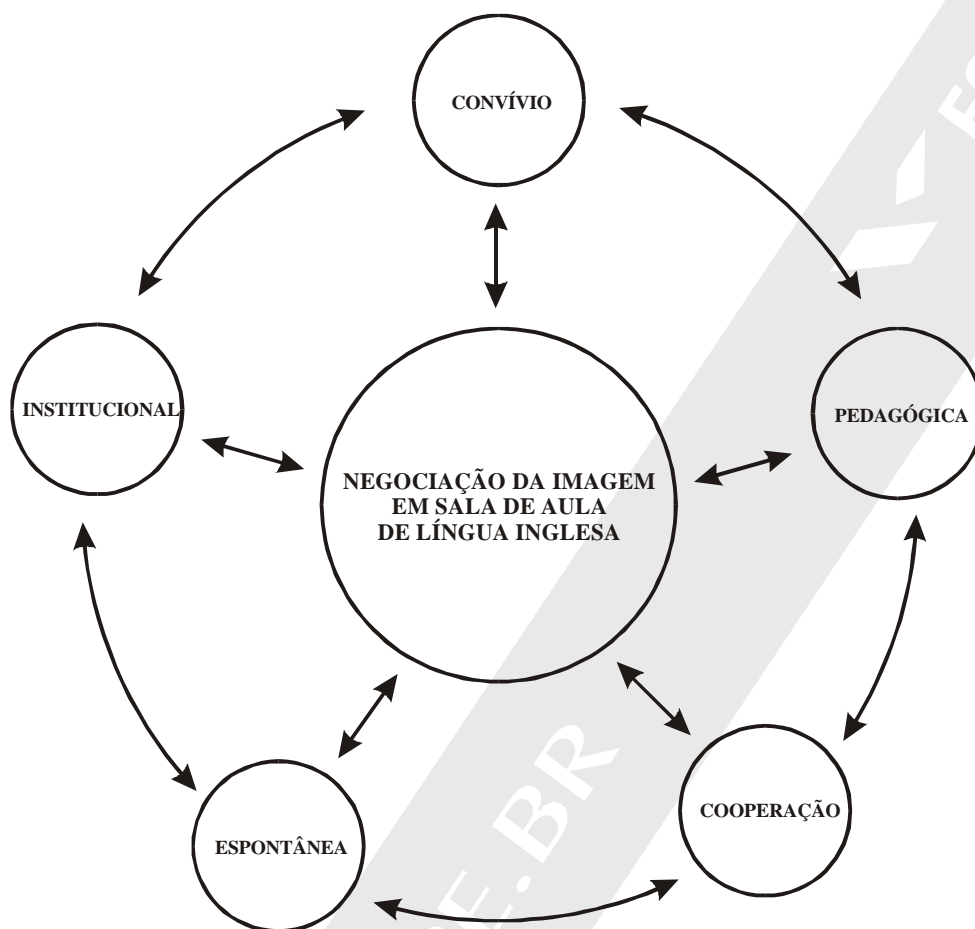 CONVÍVIO
INSTITUCIONAL
PEDAGÓGICA
NEGOCIAÇÃO DA IMAGEM
EM SALA DE AULA
DE LÍNGUA INGLESA
COOPERAÇÃO
ESPONTÂNEA